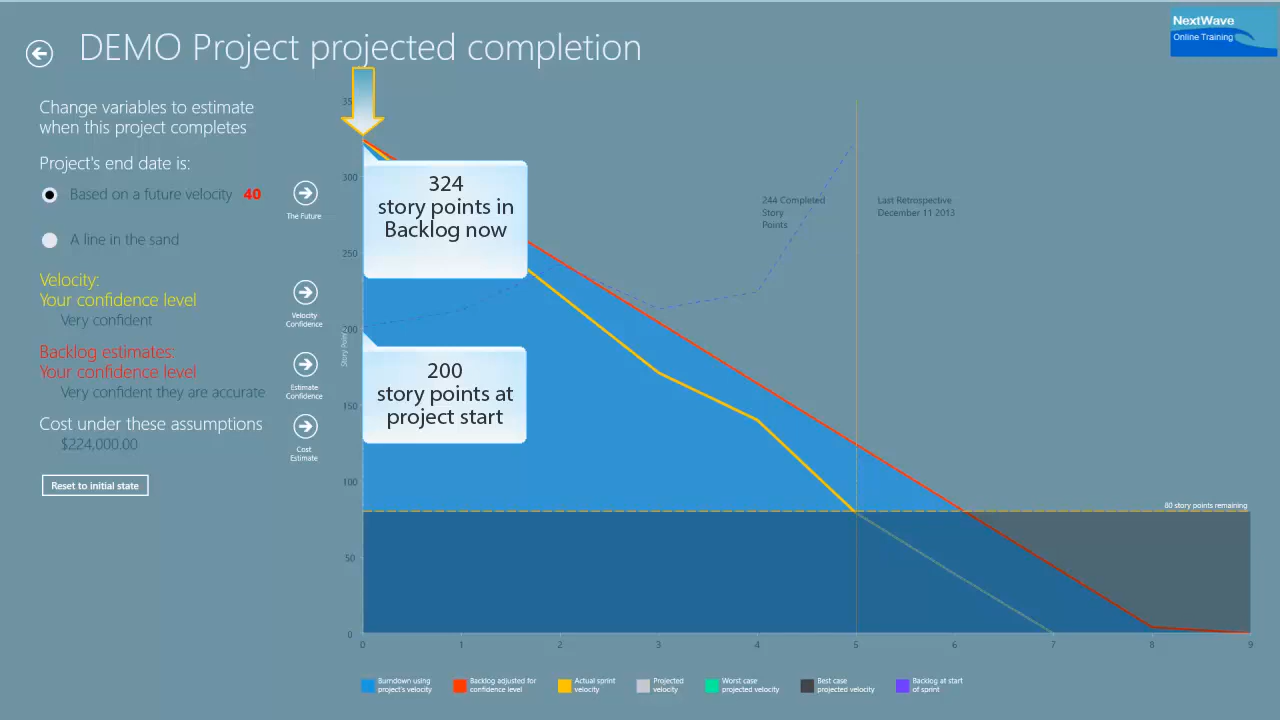 DEMO Project projected completion
NextWave
Online Training
Change variables to estimate
when this project completes
Project's end date is:
Based on a future velocity 40
A line in the sand
Velocity:
Your confidence level
Very confident
Backlog estimates:
Your confidence level
Very confident they are accurate
Cost under these assumptions
$224,000.00
Reset to initial state
The Future
Velocity
Confidence
Estimate
Confidence
Cost
Estimate
300
250
200
150
100
50
0
324
story points in
Backlog now
200
story points at
project start
244 Completed
Story
Points
Last Retrospective
December 11 2013
80 story points remaining
0 1 2 3 4 5 6 7 8 9
Burndown using
project's velocity
Backlog adjusted for
confidence level
Actual sprint
velocity
Projected
velocity
Worst case
projected velocity
Best case
projected velocity
Backlog at start
of sprint